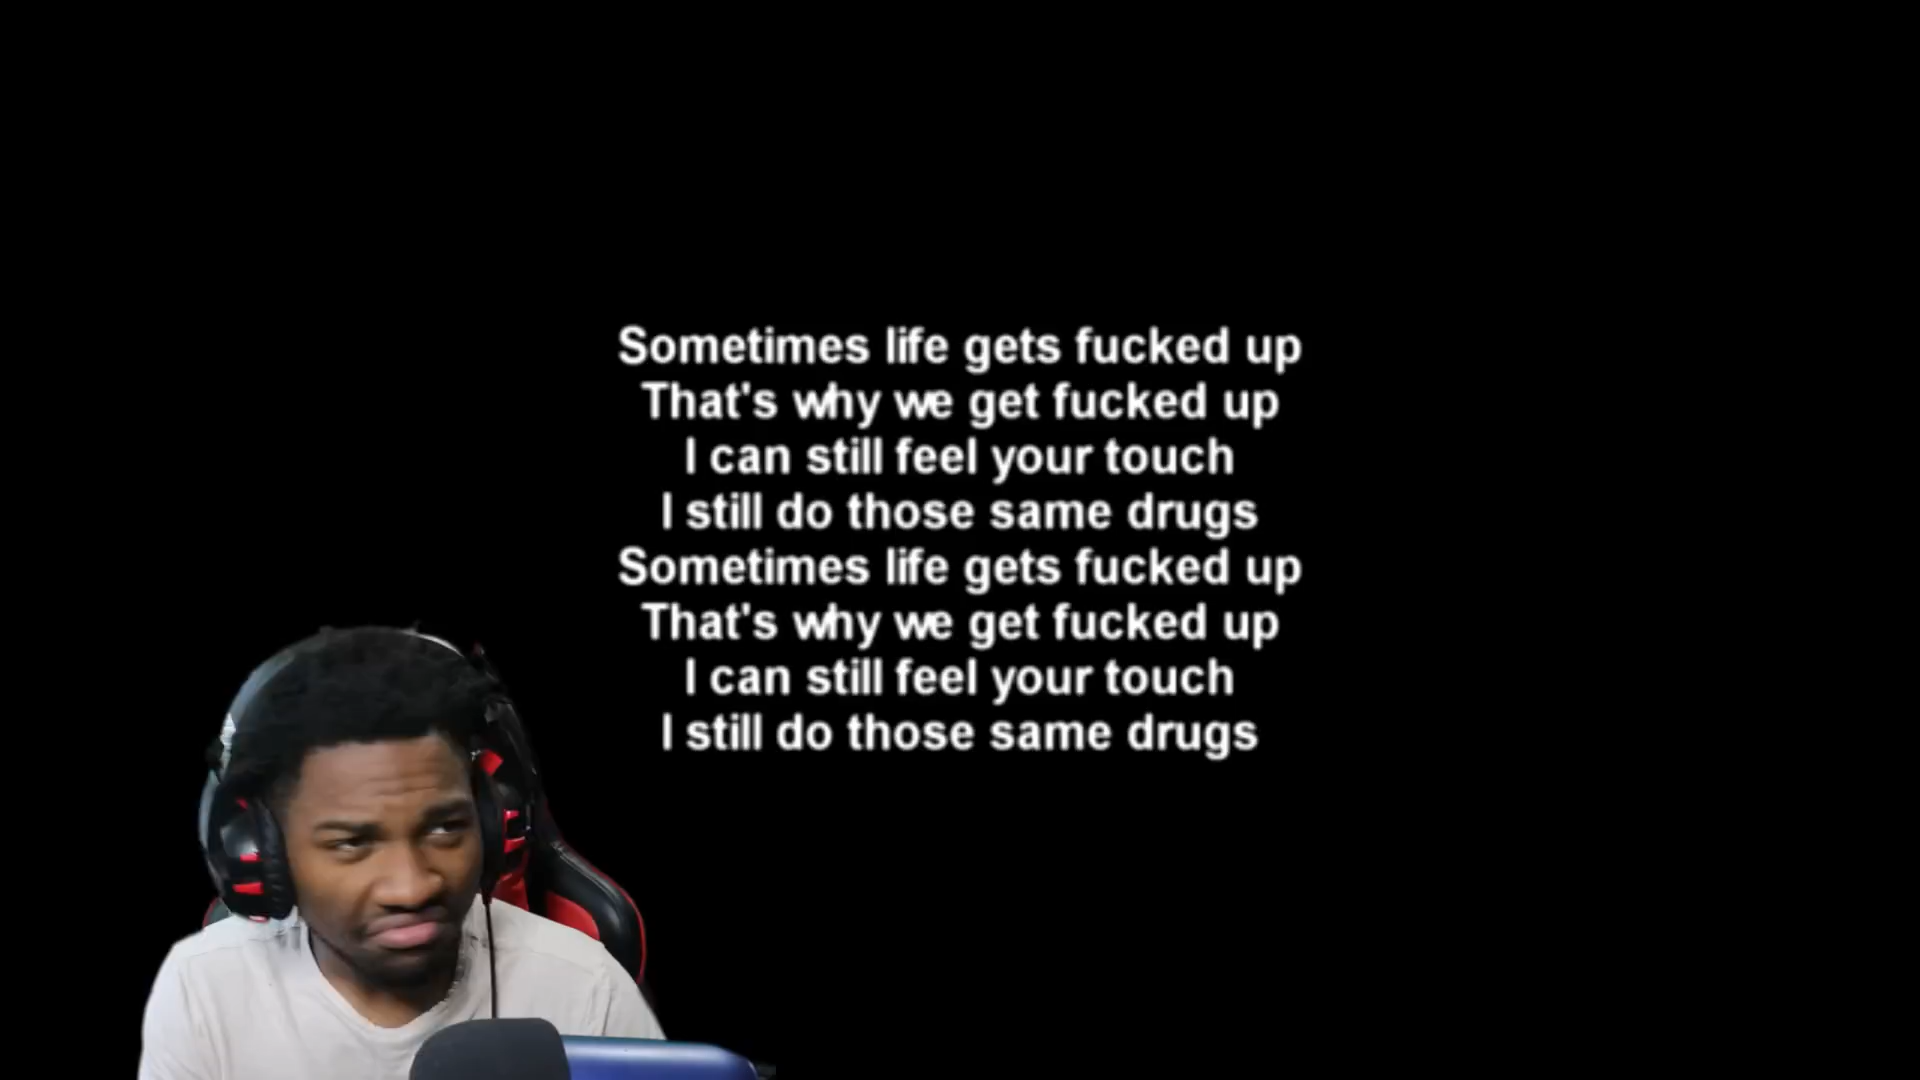 Sometimes life gets fucked up
That's why we get fucked up
I can still feel your touch
I still do those same drugs
Sometimes life gets fucked up
That's why we get fucked up
I can still feel your touch
I still do those same drugs